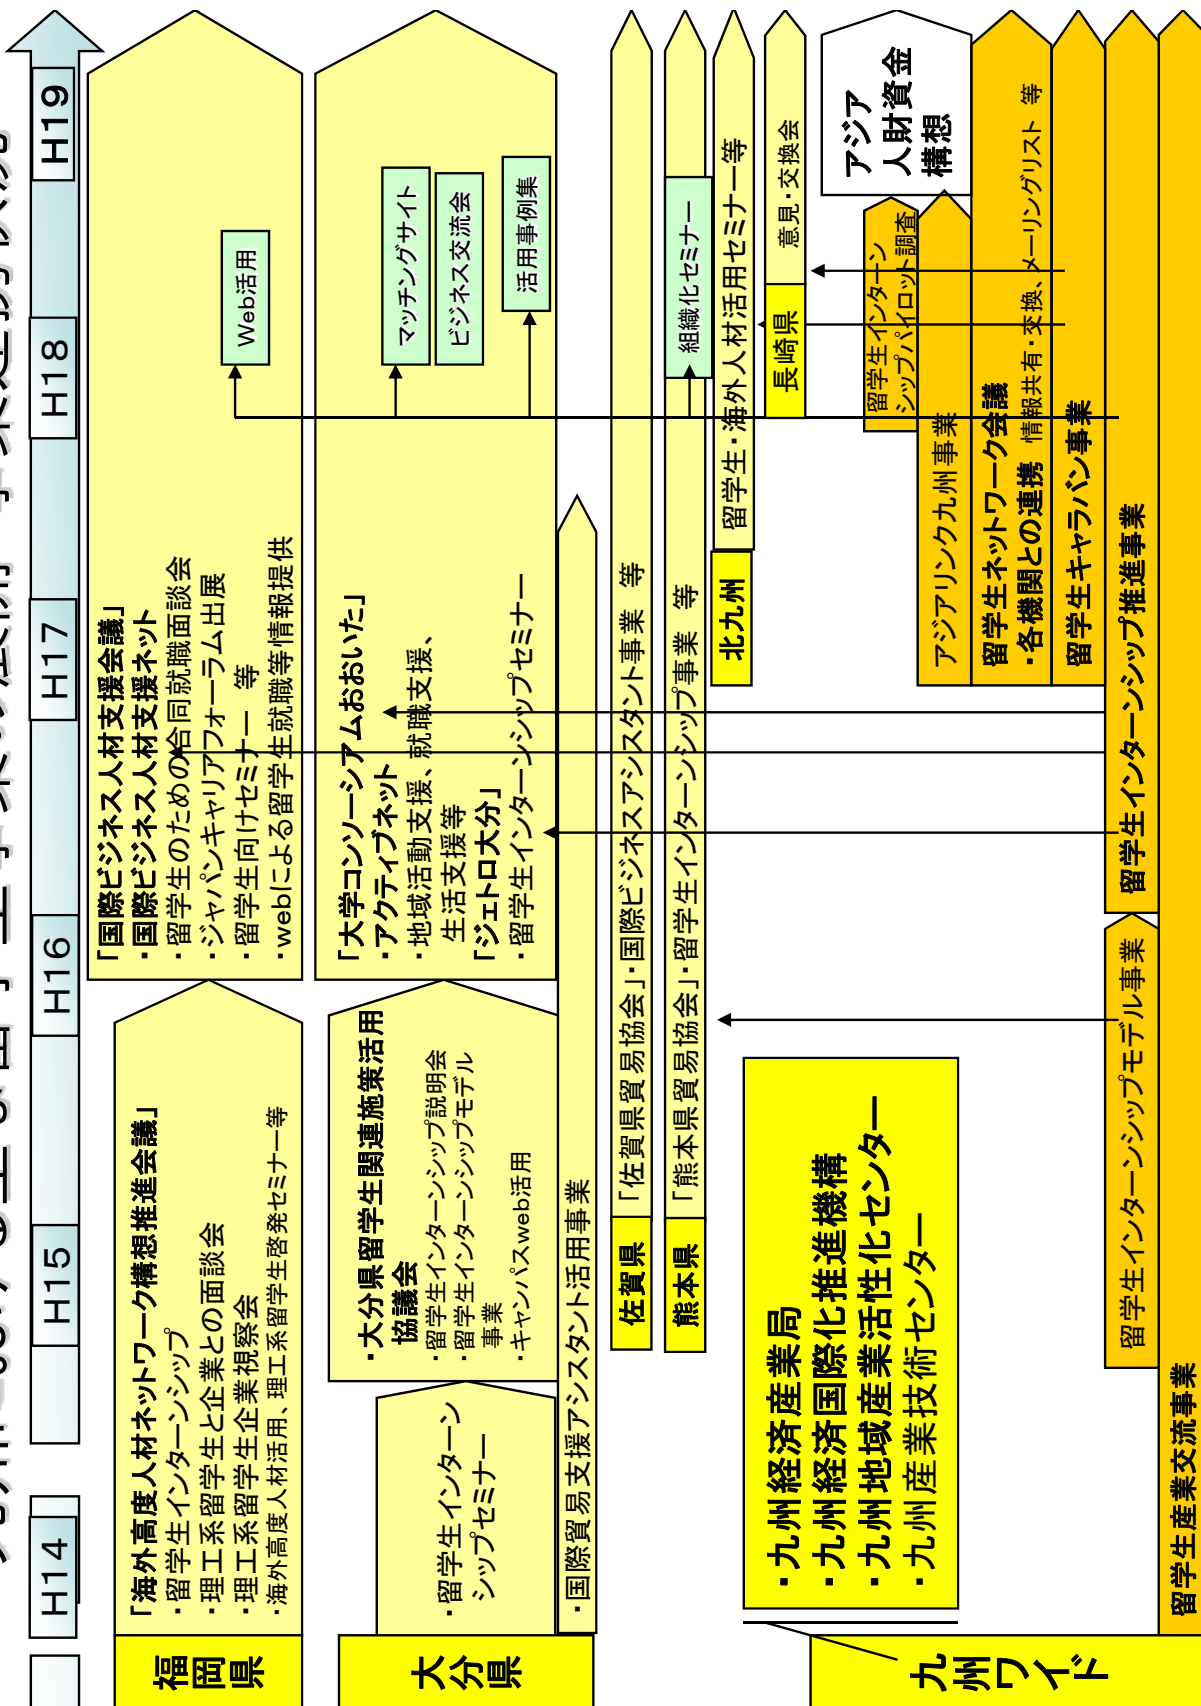 H14
H15
H16
H17
H18
H19
福岡県
「海外高度人材ネットワーク構想推進会議」
・留学生インターンシップ
・理工系留学生と企業との面談会
・理工系留学生企業視察会
・海外高度人材活用、理工系留学生啓発セミナー等
「国際ビジネス人材支援会議」
・国際ビジネス人材支援ネット
・留学生のための合同就職面談会
・ジャパンキャリアフォーラム出展
・留学生向けセミナー 等
・webによる留学生就職等情報提供
Web活用
大分県
・留学生インターン
シップセミナー
・大分県留学生関連施策活用
協議会
・留学生インターンシップ説明会
・留学生インターンシップモデル
事業
・キャンパスweb活用
「大学コンソーシアムおおいた」
・アクティブネット
・地域活動支援、就職支援、
生活支援等
「ジェトロ大分」
・留学生インターンシップセミナー
マッチングサイト
ビジネス交流会
活用事例集
・国際貿易支援アシスタント活用事業
佐賀県
「佐賀県貿易協会」・国際ビジネスアシスタント事業 等
熊本県
「熊本県貿易協会」・留学生インターンシップ事業 等
組織化セミナー
北九州
留学生・海外人材活用セミナー等
長崎県
意見・交換会
・九州経済産業局
・九州経済国際化推進機構
・九州地域産業活性化センター
・九州産業技術センター
九州ワイド
留学生インターン
シップパイロット調査
アジア
人財資金
構想
アジアリンク九州事業
留学生ネットワーク会議
・各機関との連携 情報共有・交換、メーリングリスト 等
留学生キャラバン事業
留学生インターンシップモデル事業
留学生インターンシップ推進事業
留学生産業交流事業